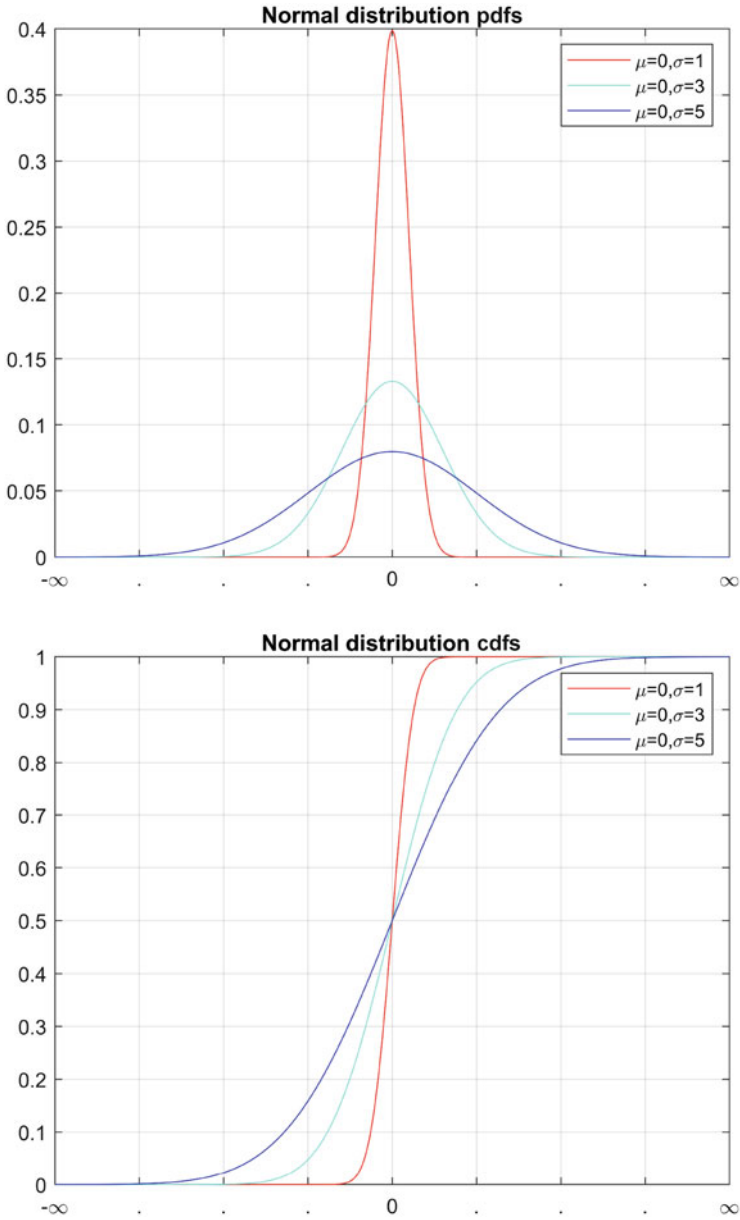 Normal distribution pdfs
0.4
0.35
0.3
0.25
0.2
0.15
0.1
0.05
0
μ=0,σ=1
μ=0,σ=3
μ=0,σ=5
-∞ . . . 0 . . . ∞
Normal distribution cdfs
1
0.9
0.8
0.7
0.6
0.5
0.4
0.3
0.2
0.1
0
μ=0,σ=1
μ=0,σ=3
μ=0,σ=5
-∞ . . . 0 . . . ∞